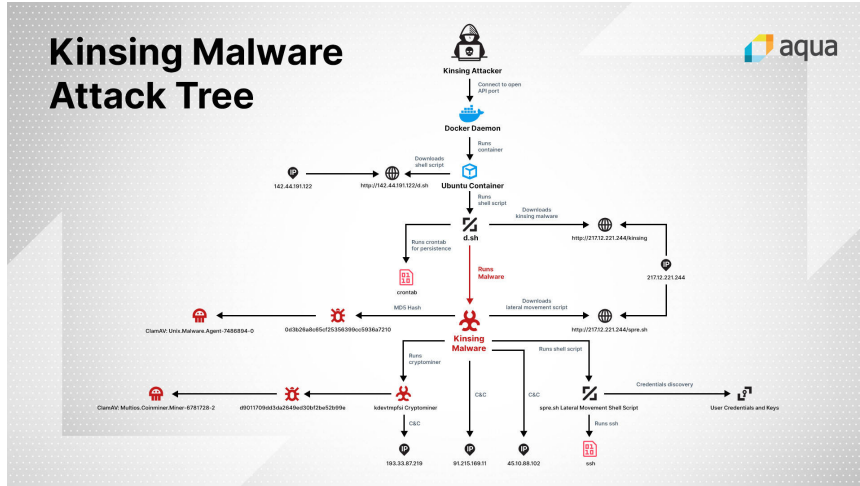 Kinsing Malware
Attack Tree
aqua
Kinsing Attacker
Connect to open
API port
Docker Daemon
Runs
container
Downloads
shell script
142.44.191.122
http://142.44.191.122/d.sh
Ubuntu Container
Runs
shell script
Downloads
kinsing malware
d.sh
http://217.12.221.244/kinsing
Runs crontab
for persistence
Runs
Malware
217.12.221.244
crontab
MD5 Hash
Downloads
lateral movement script
ClamAV: Unix.Malware.Agent-7486894-0
0d3b26a8c65cf25356399cc5936a7210
Kinsing
Malware
http://217.12.221.244/spre.sh
Runs
cryptominer
Runs shell script
C&C
C&C
Credentials discovery
ClamAV: Multios.Coinminer.Miner-6781728-2
d9011709dd3da2649ed30bf2be52b99e
kdevtmpfsi Cryptominer
spre.sh Lateral Movement Shell Script
User Credentials and Keys
C&C
Runs ssh
193.33.87.219
91.215.169.11
45.10.88.102
ssh